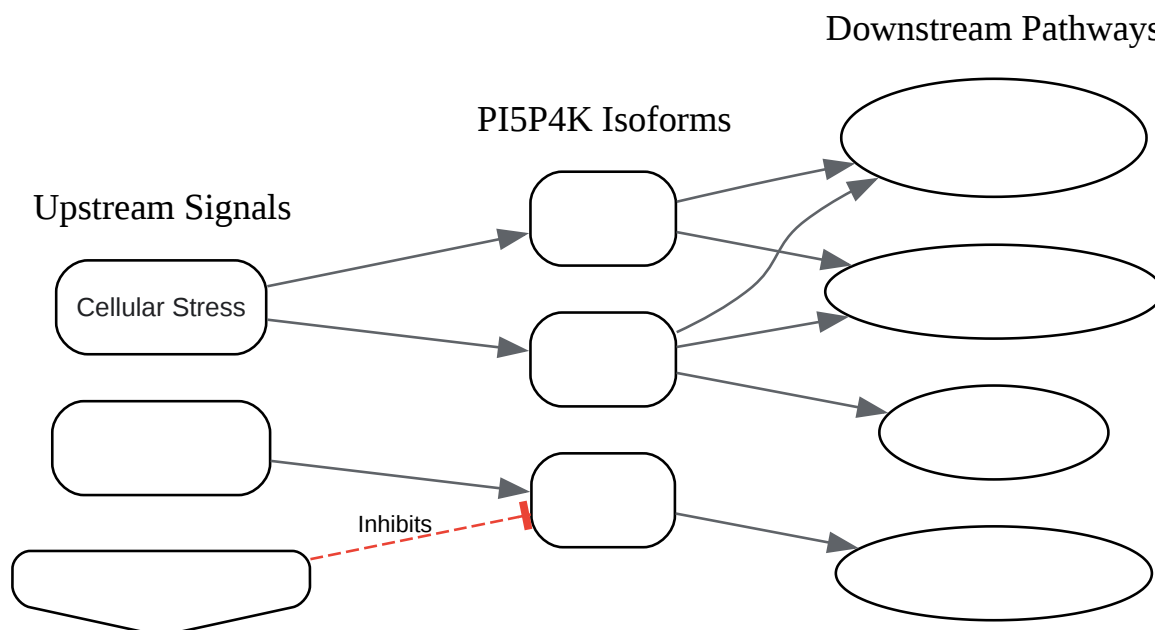 Downstream Pathways
PI5P4K Isoforms
Upstream Signals
Cellular Stress
Inhibits